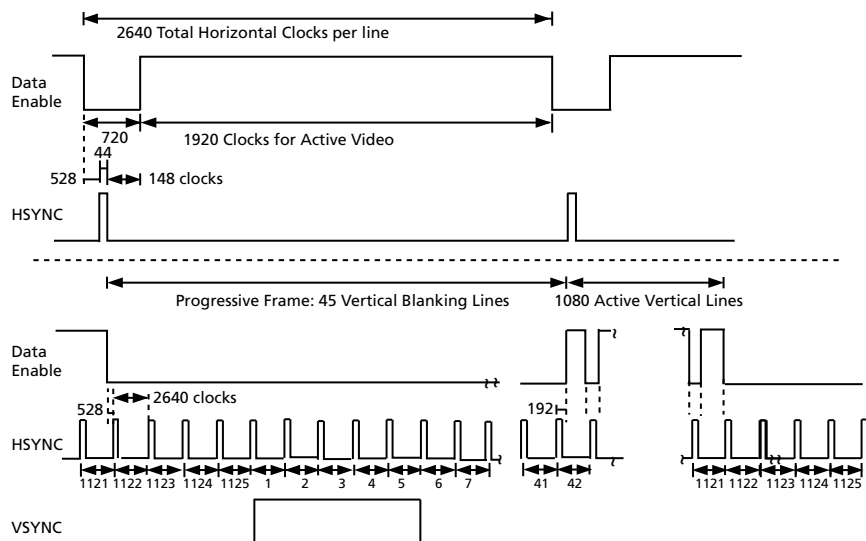 2640 Total Horizontal Clocks per line
Data
Enable
720
1920 Clocks for Active Video
44
528
148 clocks
HSYNC
Progressive Frame: 45 Vertical Blanking Lines
1080 Active Vertical Lines
Data
Enable
2640 clocks
528
192
HSYNC
1121 1122 1123 1124 1125 1 2 3 4 5 6 7 41 42 1121 1122 1123 1124 1125
VSYNC